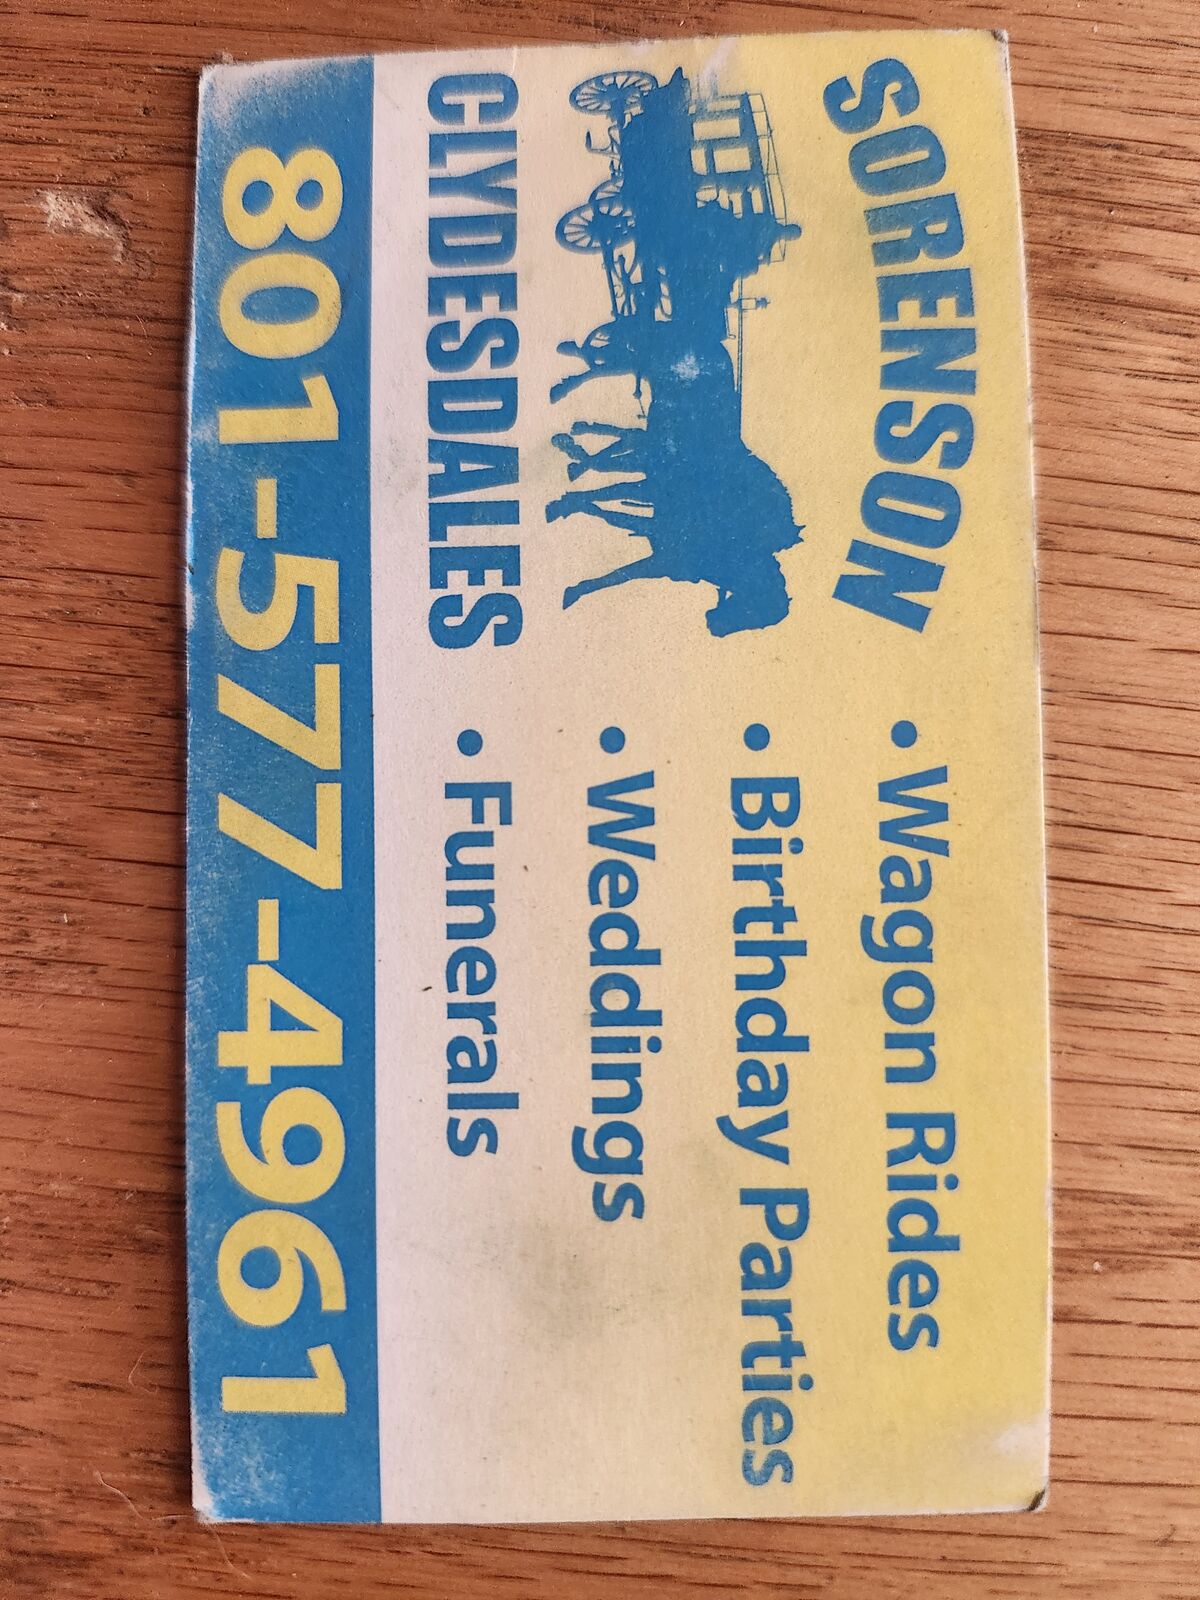 SORENSON
CLYDESDALES
• Wagon Rides
• Birthday Parties
• Weddings
• Funerals
801-577-4961